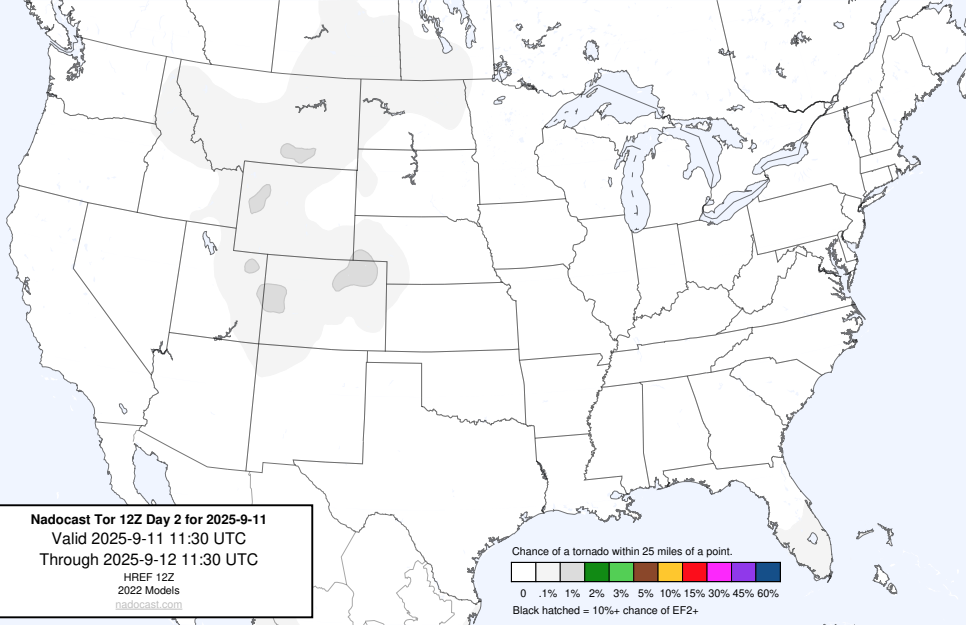 Nadocast Tor 12Z Day 2 for 2025-9-11
Valid 2025-9-11 11:30 UTC
Through 2025-9-12 11:30 UTC
HREF 12Z
2022 Models
nadocast.com
Chance of a tornado within 25 miles of a point.
0 .1% 1% 2% 3% 5% 10% 15% 30% 45% 60%
Black hatched = 10%+ chance of EF2+